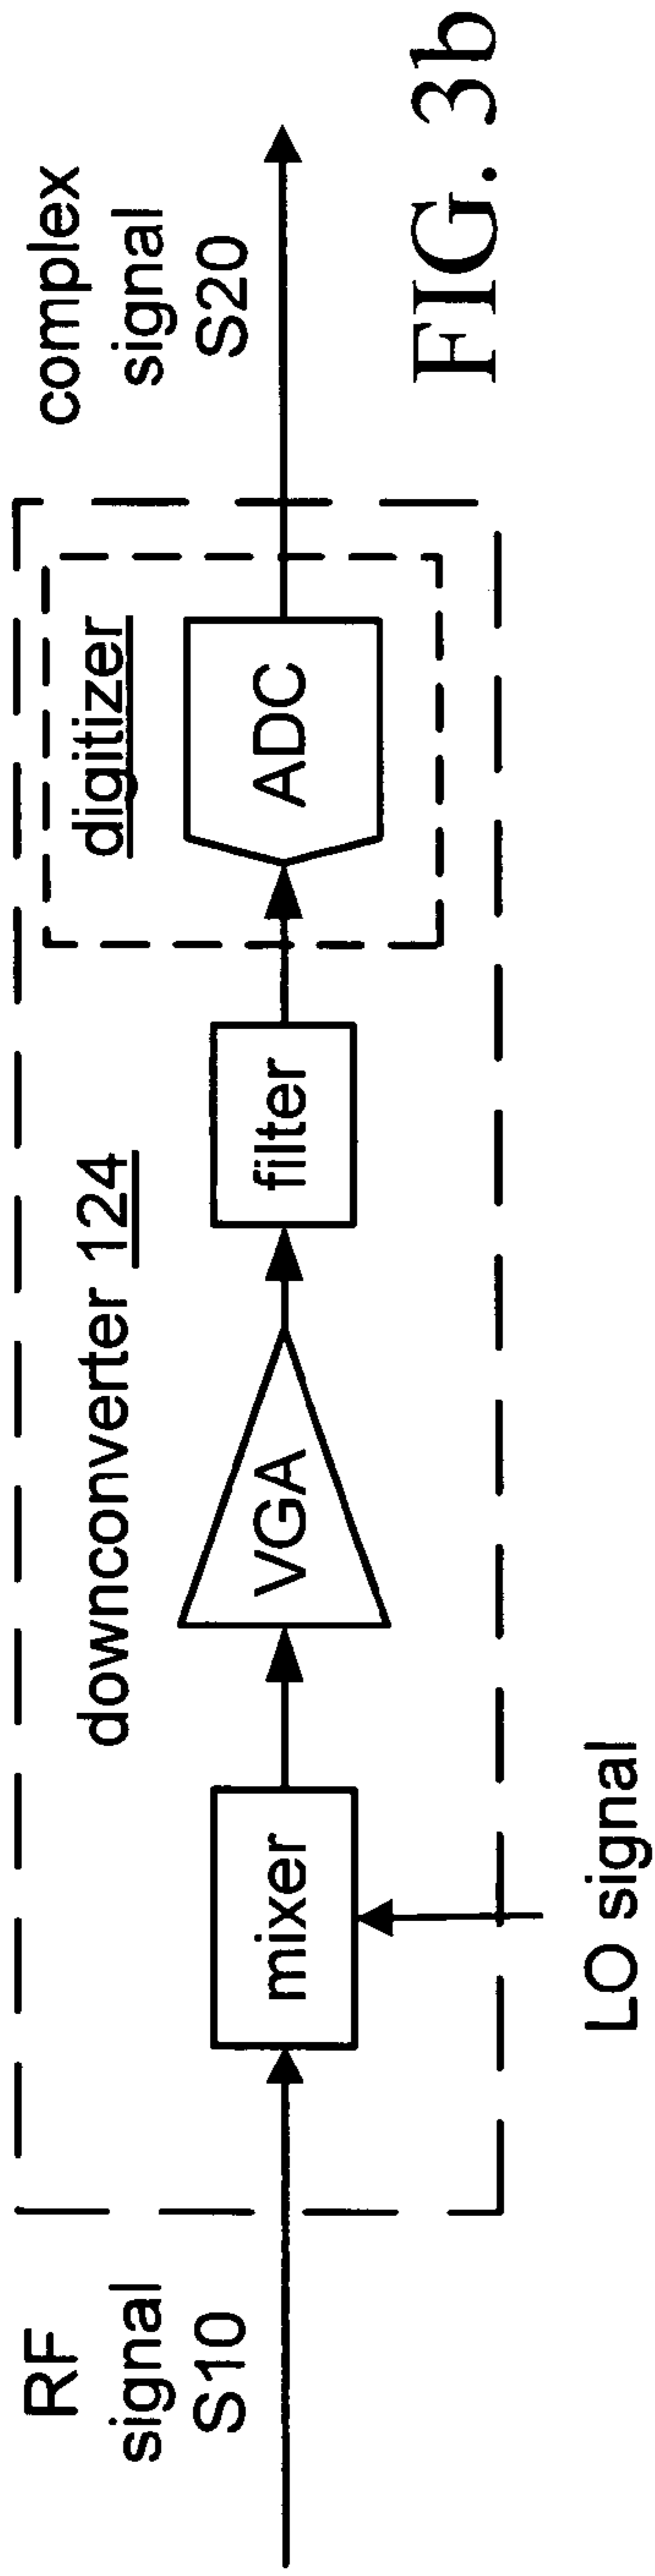 RF
signal
S10
mixer
LO signal
downconverter 124
VGA
filter
digitizer
ADC
complex
signal
S20
FIG. 3b